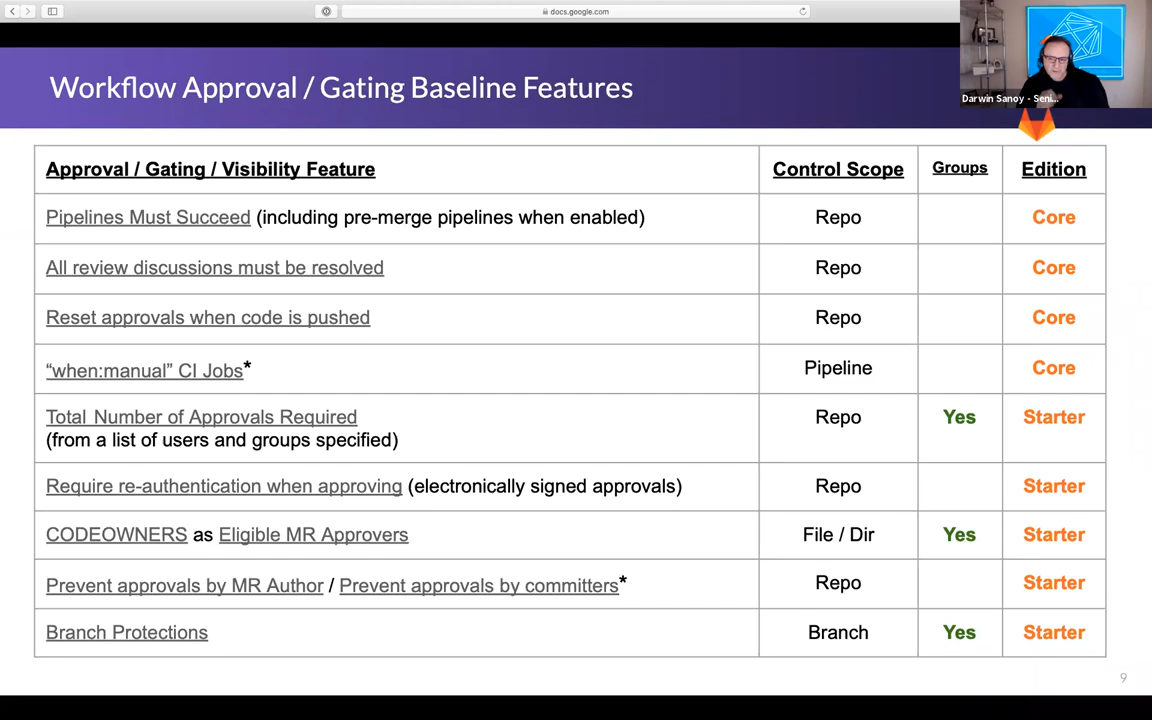 docs.google.com
Darwin Sanoy - Seni...
Workflow Approval / Gating Baseline Features
Approval / Gating / Visibility Feature Control Scope Groups Edition
Pipelines Must Succeed (including pre-merge pipelines when enabled) Repo Core
All review discussions must be resolved Repo Core
Reset approvals when code is pushed Repo Core
“when:manual” CI Jobs* Pipeline Core
Total Number of Approvals Required Repo Yes Starter
(from a list of users and groups specified)
Require re-authentication when approving (electronically signed approvals) Repo Starter
CODEOWNERS as Eligible MR Approvers File / Dir Yes Starter
Prevent approvals by MR Author / Prevent approvals by committers* Repo Starter
Branch Protections Branch Yes Starter
9